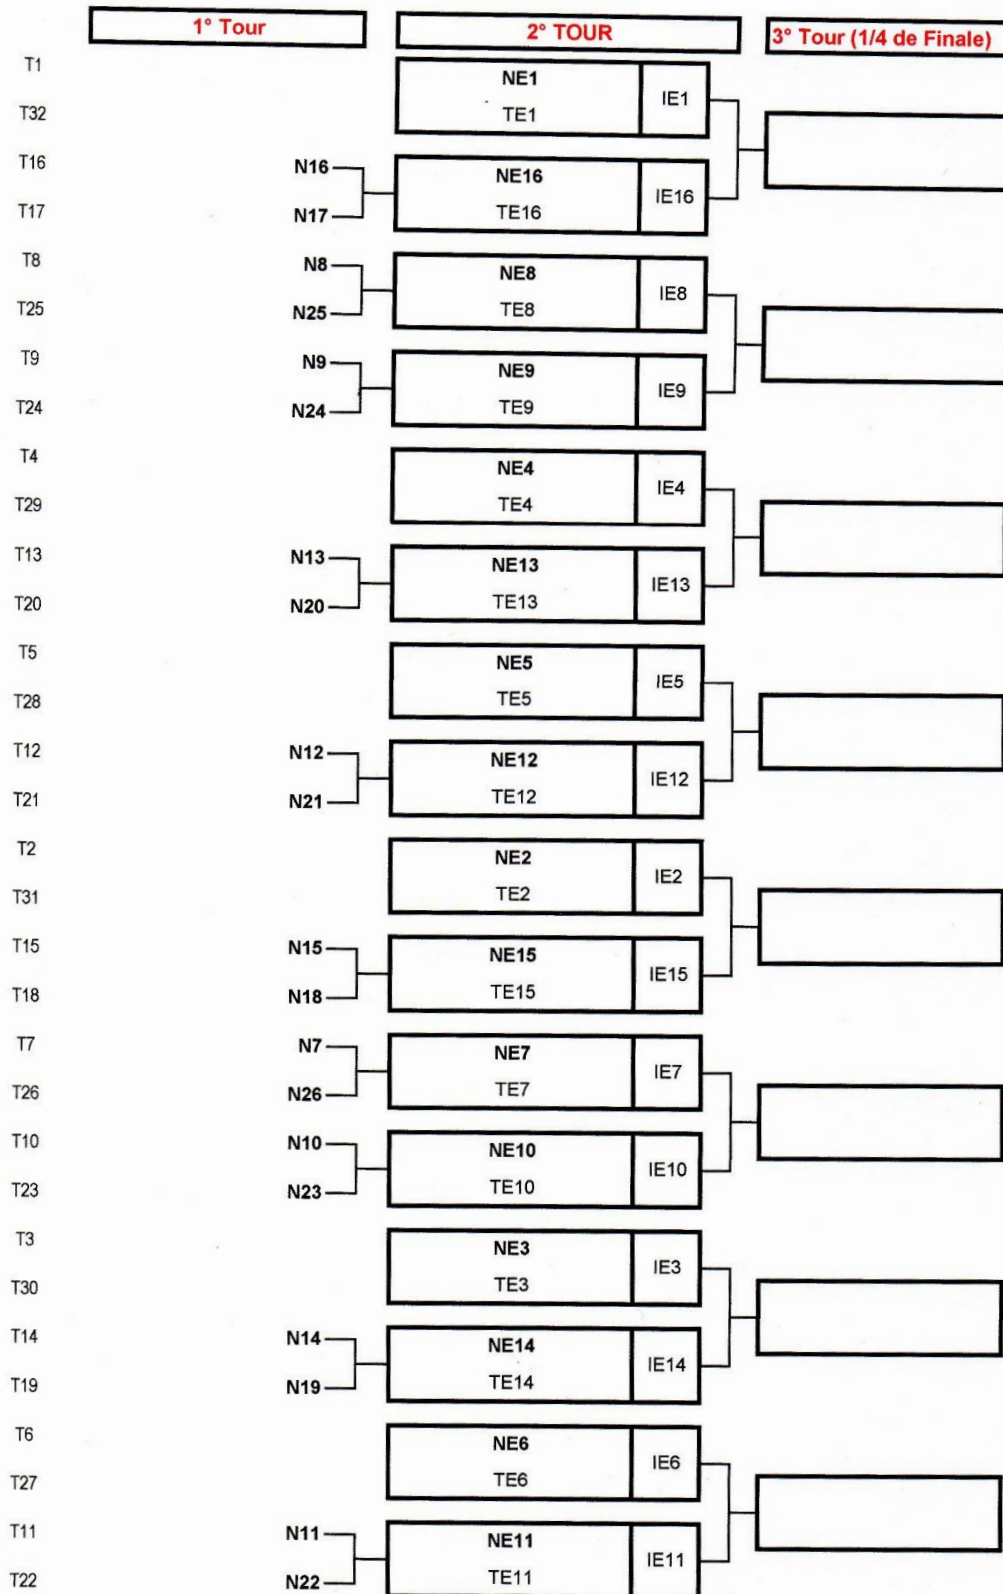 1° Tour 2° TOUR 3° Tour (1/4 de Finale)
T1 NE1 IE1
T32 TE1
T16 N16 NE16 IE16
T17 N17 TE16
T8 N8 NE8 IE8
T25 N25 TE8
T9 N9 NE9 IE9
T24 N24 TE9
T4 NE4 IE4
T29 TE4
T13 N13 NE13 IE13
T20 N20 TE13
T5 NE5 IE5
T28 TE5
T12 N12 NE12 IE12
T21 N21 TE12
T2 NE2 IE2
T31 TE2
T15 N15 NE15 IE15
T18 N18 TE15
T7 N7 NE7 IE7
T26 N26 TE7
T10 N10 NE10 IE10
T23 N23 TE10
T3 NE3 IE3
T30 TE3
T14 N14 NE14 IE14
T19 N19 TE14
T6 NE6 IE6
T27 TE6
T11 N11 NE11 IE11
T22 N22 TE11